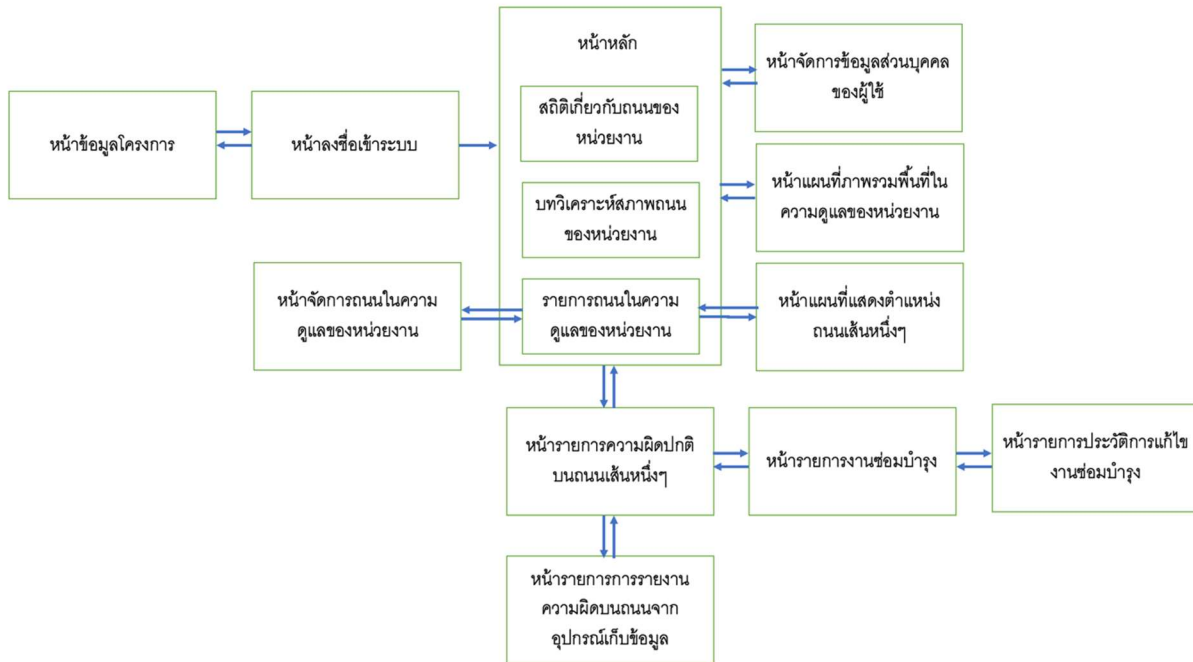 หน้าหลัก
หน้าจัดการข้อมูลส่วนบุคคล
ของผู้ใช้
สถิติเกี่ยวกับถนนของ
หน่วยงาน
หน้าข้อมูลโครงการ
หน้าลงชื่อเข้าระบบ
หน้าแผนที่ภาพรวมพื้นที่ใน
ความดูแลของหน่วยงาน
บทวิเคราะห์สภาพถนน
ของหน่วยงาน
หน้าจัดการถนนในความ
ดูแลของหน่วยงาน
รายการถนนในความ
ดูแลของหน่วยงาน
หน้าแผนที่แสดงตำแหน่ง
ถนนเส้นหนึ่งๆ
หน้ารายการความผิดปกติ
บนถนนเส้นหนึ่งๆ
หน้ารายการงานซ่อมบำรุง
หน้ารายการประวัติการแก้ไข
งานซ่อมบำรุง
หน้ารายการการรายงาน
ความผิดบนถนนจาก
อุปกรณ์เก็บข้อมูล